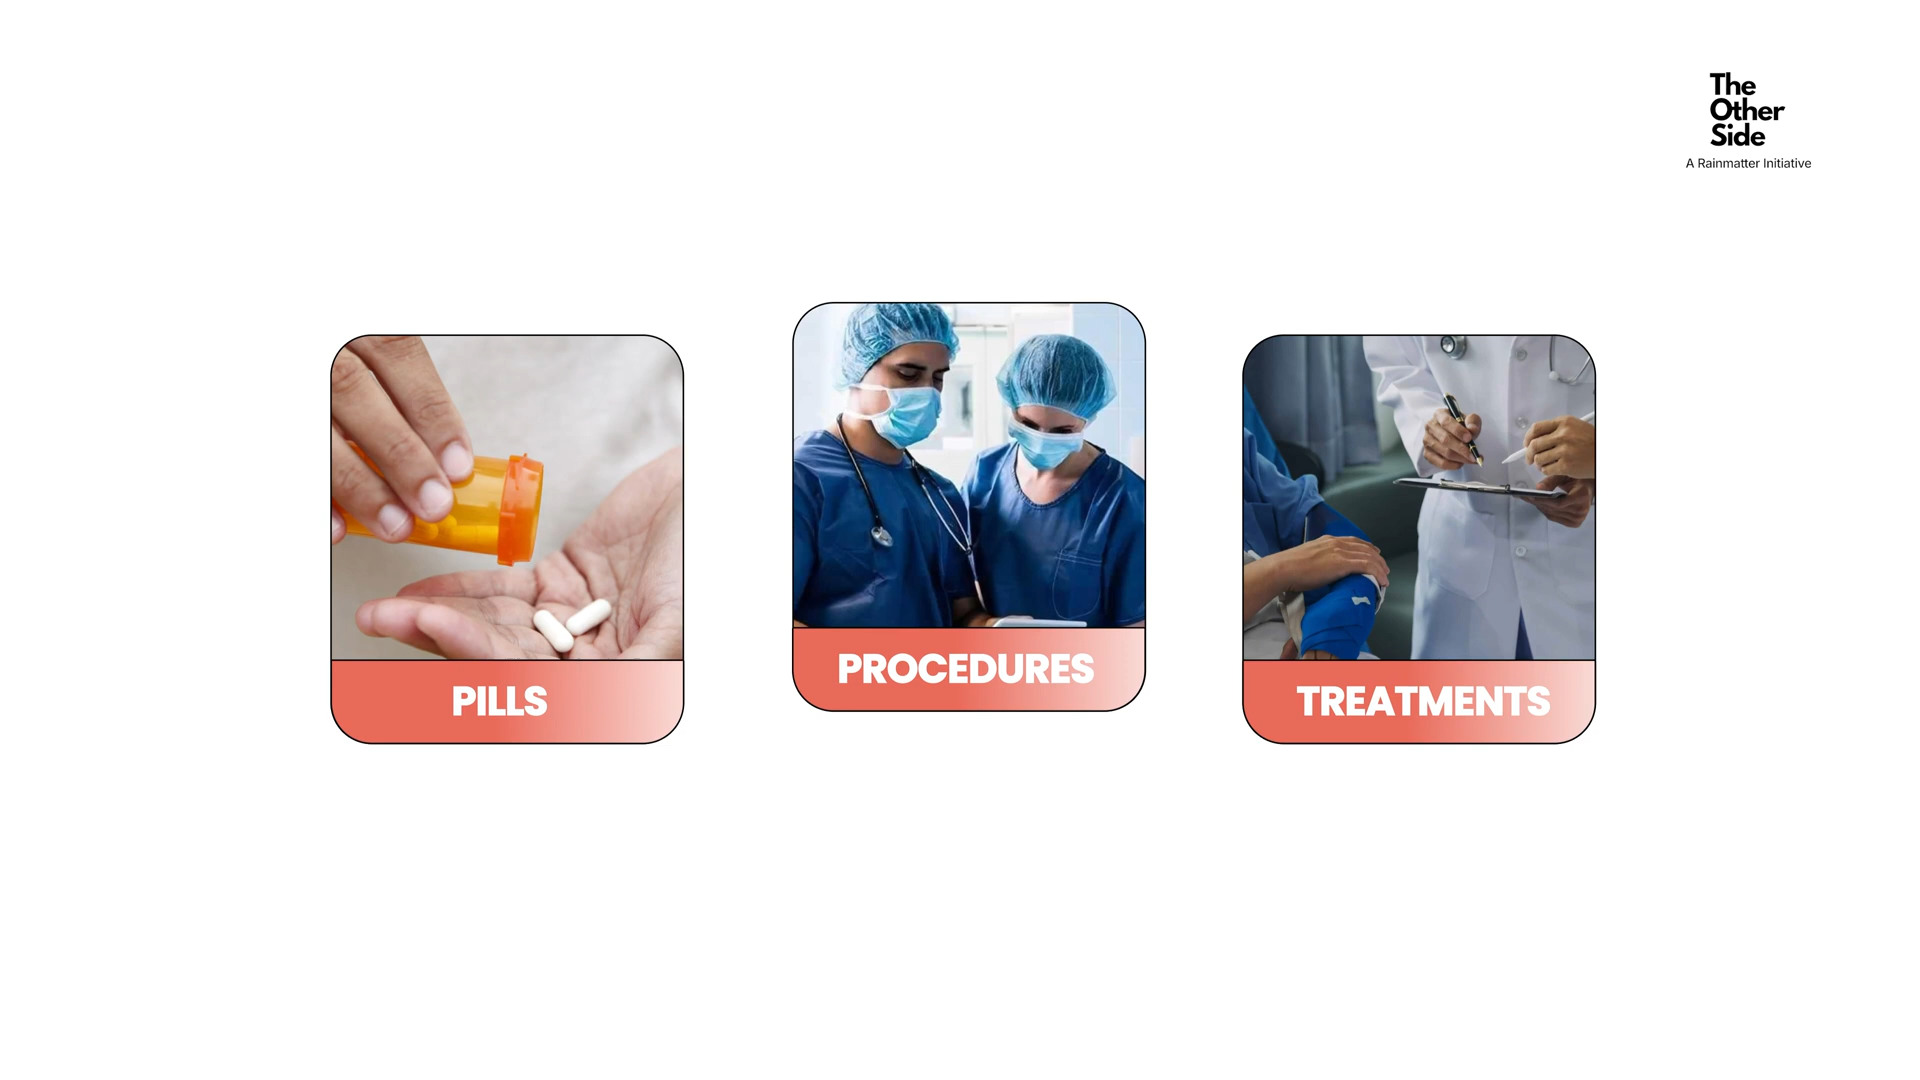 The
Other
Side
A Rainmatter Initiative
PILLS
PROCEDURES
TREATMENTS